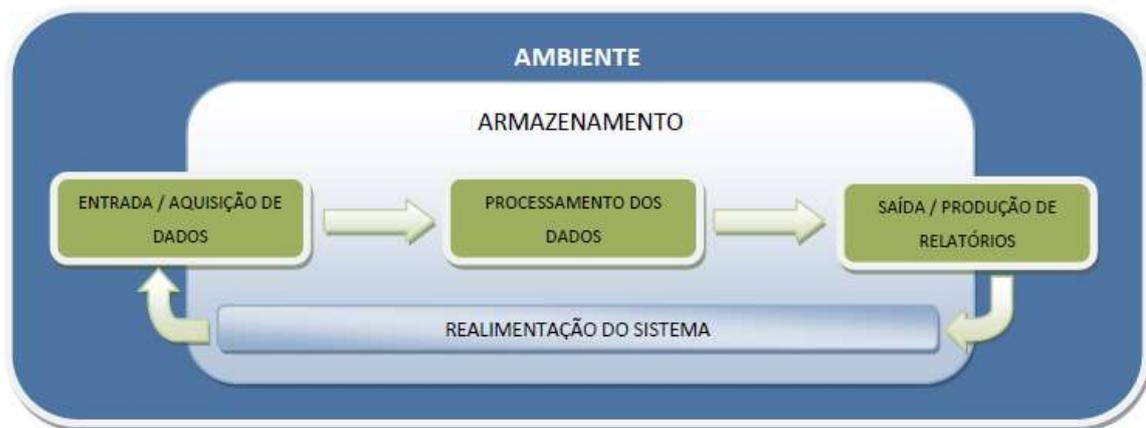 AMBIENTE
ARMAZENAMENTO
ENTRADA / AQUISIÇÃO DE
DADOS
PROCESSAMENTO DOS
DADOS
SAÍDA / PRODUÇÃO DE
RELATÓRIOS
REALIMENTAÇÃO DO SISTEMA